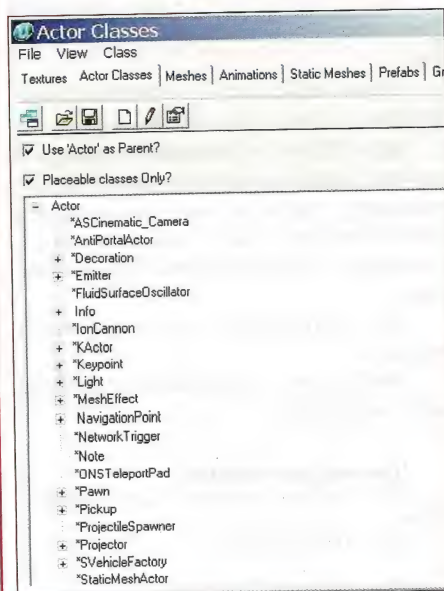 Actor Classes
File View Class
Textures Actor Classes Meshes Animations Static Meshes Prefabs Gr
Use 'Actor' as Parent?
Placeable classes Only?
- Actor
*ASCinematic_Camera
*AntiPortalActor
+ *Decoration
+ *Emitter
*FluidSurfaceOscillator
+ Info
*IonCannon
+ *KActor
+ *Keypoint
+ *Light
+ *MeshEffect
+ NavigationPoint
*NetworkTrigger
*Note
*ONSTeleportPad
+ *Pawn
+ *Pickup
*ProjectileSpawner
+ *Projector
+ *SVehicleFactory
*StaticMeshActor